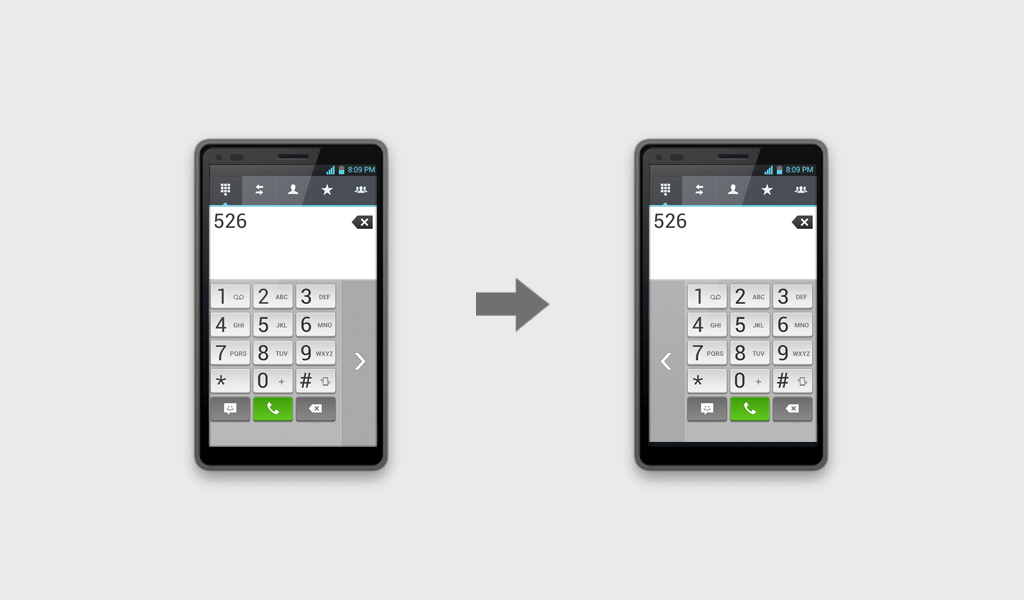 8:09 PM
526
1
2 ABC
3 DEF
4 GHI
5 JKL
6 MNO
7 PQRS
8 TUV
9 WXYZ
*
0 +
#
8:09 PM
526
1
2 ABC
3 DEF
4 GHI
5 JKL
6 MNO
7 PQRS
8 TUV
9 WXYZ
*
0 +
#